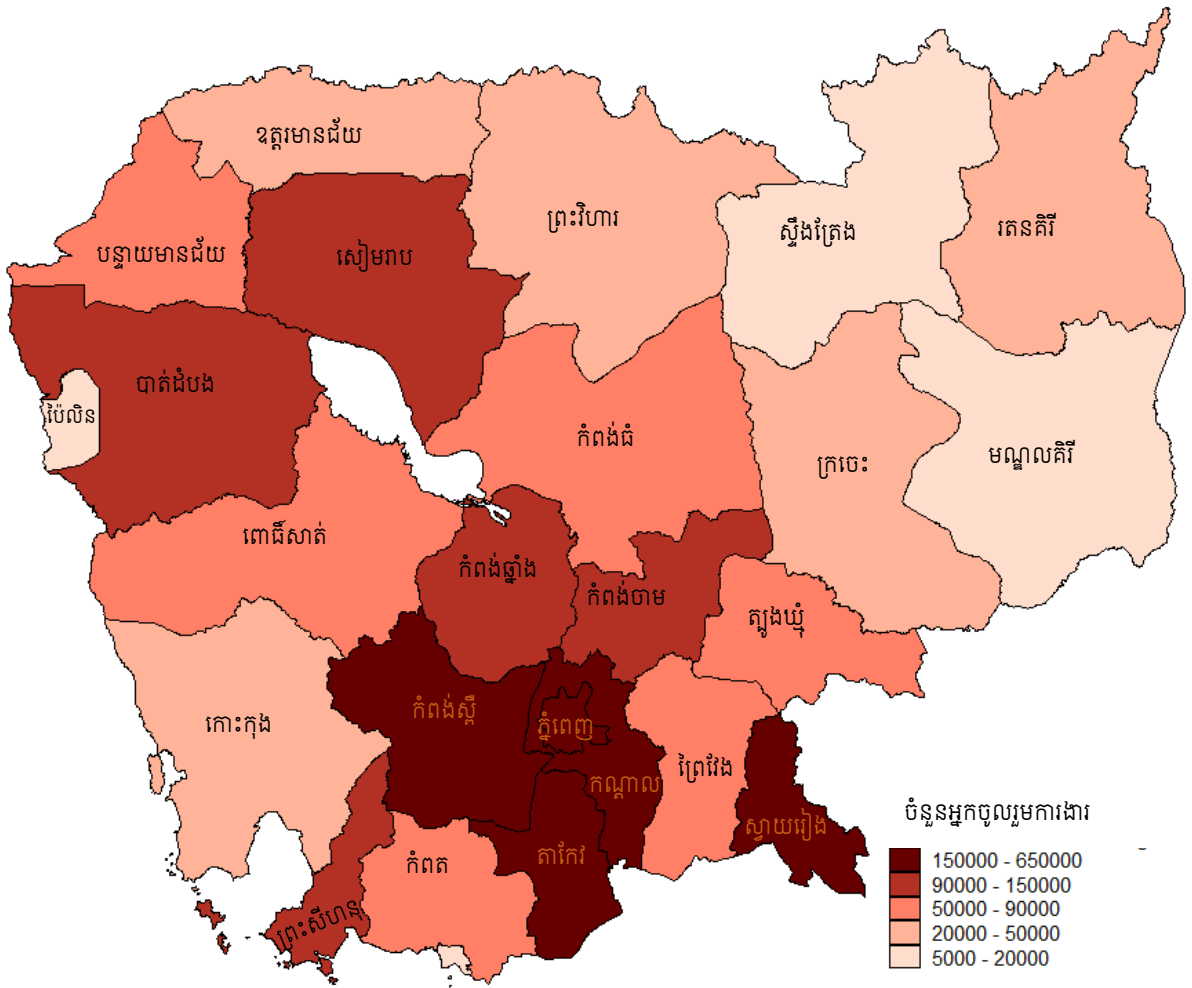 ឧត្តរមានជ័យ
ព្រះវិហារ
ស្ទឹងត្រែង
រតនគិរី
បន្ទាយមានជ័យ
សៀមរាប
បាត់ដំបង
ប៉ៃលិន
កំពង់ធំ
ក្រចេះ
មណ្ឌលគិរី
ពោធិ៍សាត់
កំពង់ឆ្នាំង
កំពង់ចាម
ត្បូងឃ្មុំ
កំពង់ស្ពឺ
កោះកុង
ភ្នំពេញ
ព្រៃវែង
កណ្តាល
ស្វាយរៀង
តាកែវ
កំពត
ព្រះសីហនុ
ចំនួនអ្នកចូលរួមការងារ
150000 - 650000
90000 - 150000
50000 - 90000
20000 - 50000
5000 - 20000